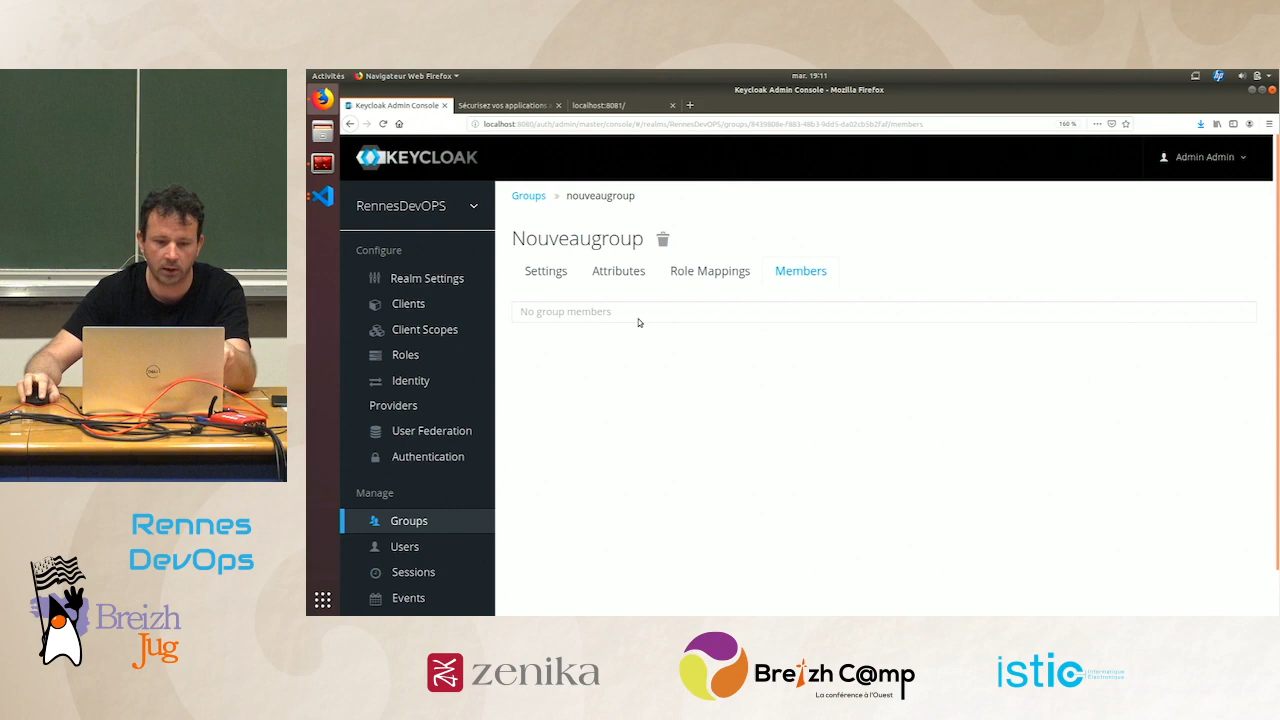 Activités
Navigateur Web Firefox
mar. 19:11
Keycloak Admin Console - Mozilla Firefox
Keycloak Admin Console
Sécurisez vos applications
localhost:8081/
160 %
KEYCLOAK
Admin Admin
RennesDevOPS
Groups » nouveaugroup
Nouveaugroup
Settings
Attributes
Role Mappings
Members
No group members
Configure
Realm Settings
Clients
Client Scopes
Roles
Identity
Providers
User Federation
Authentication
Manage
Groups
Users
Sessions
Events
DELL
Rennes
DevOps
Breizh
Jug
zenika
Breizh C@mp
La conférence à l'Ouest
istic
Informatique
Électronique